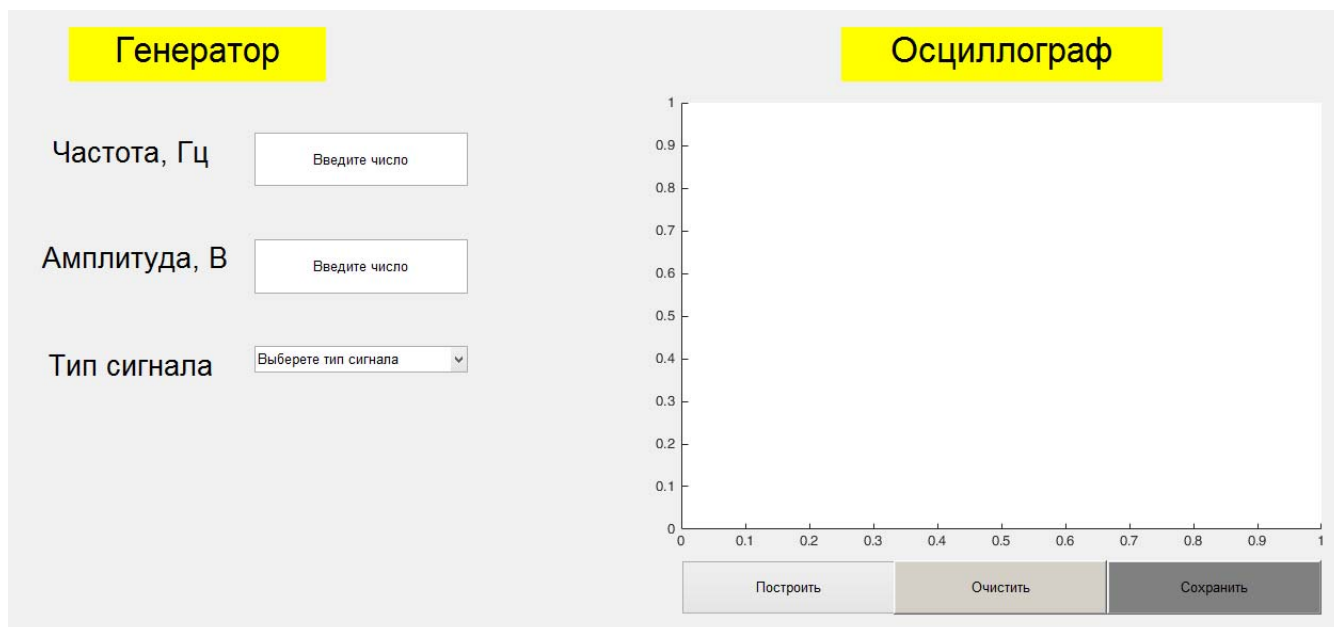 Генератор
Осциллограф
Частота, Гц
Введите число
Амплитуда, В
Введите число
Тип сигнала
Выберете тип сигнала
1
0.9
0.8
0.7
0.6
0.5
0.4
0.3
0.2
0.1
0
0 0.1 0.2 0.3 0.4 0.5 0.6 0.7 0.8 0.9 1
Построить
Очистить
Сохранить